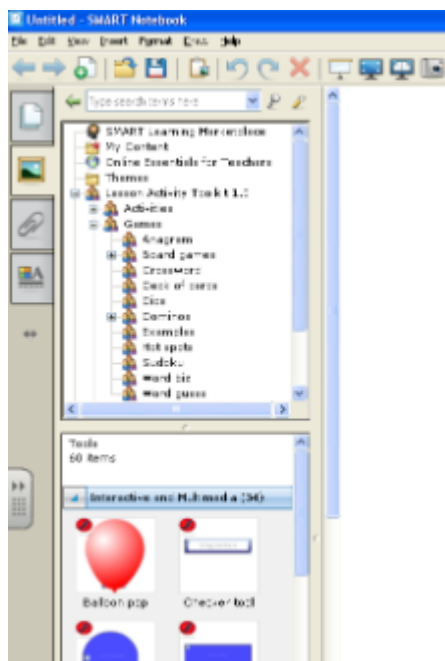 Untitled - SMART Notebook
File Edit View Insert Format Draw Help
Type search terms here
SMART Learning Marketplace
My Content
Online Essentials for Teachers
Themes
Lesson Activity Toolkit 1.0
Activities
Games
Anagram
Board games
Crossword
Deck of cards
Dice
Dominos
Examples
Hot spots
Sudoku
Word biz
Word guess
Tools
60 items
Interactive and Multimedia (34)
Balloon pop Checker tool